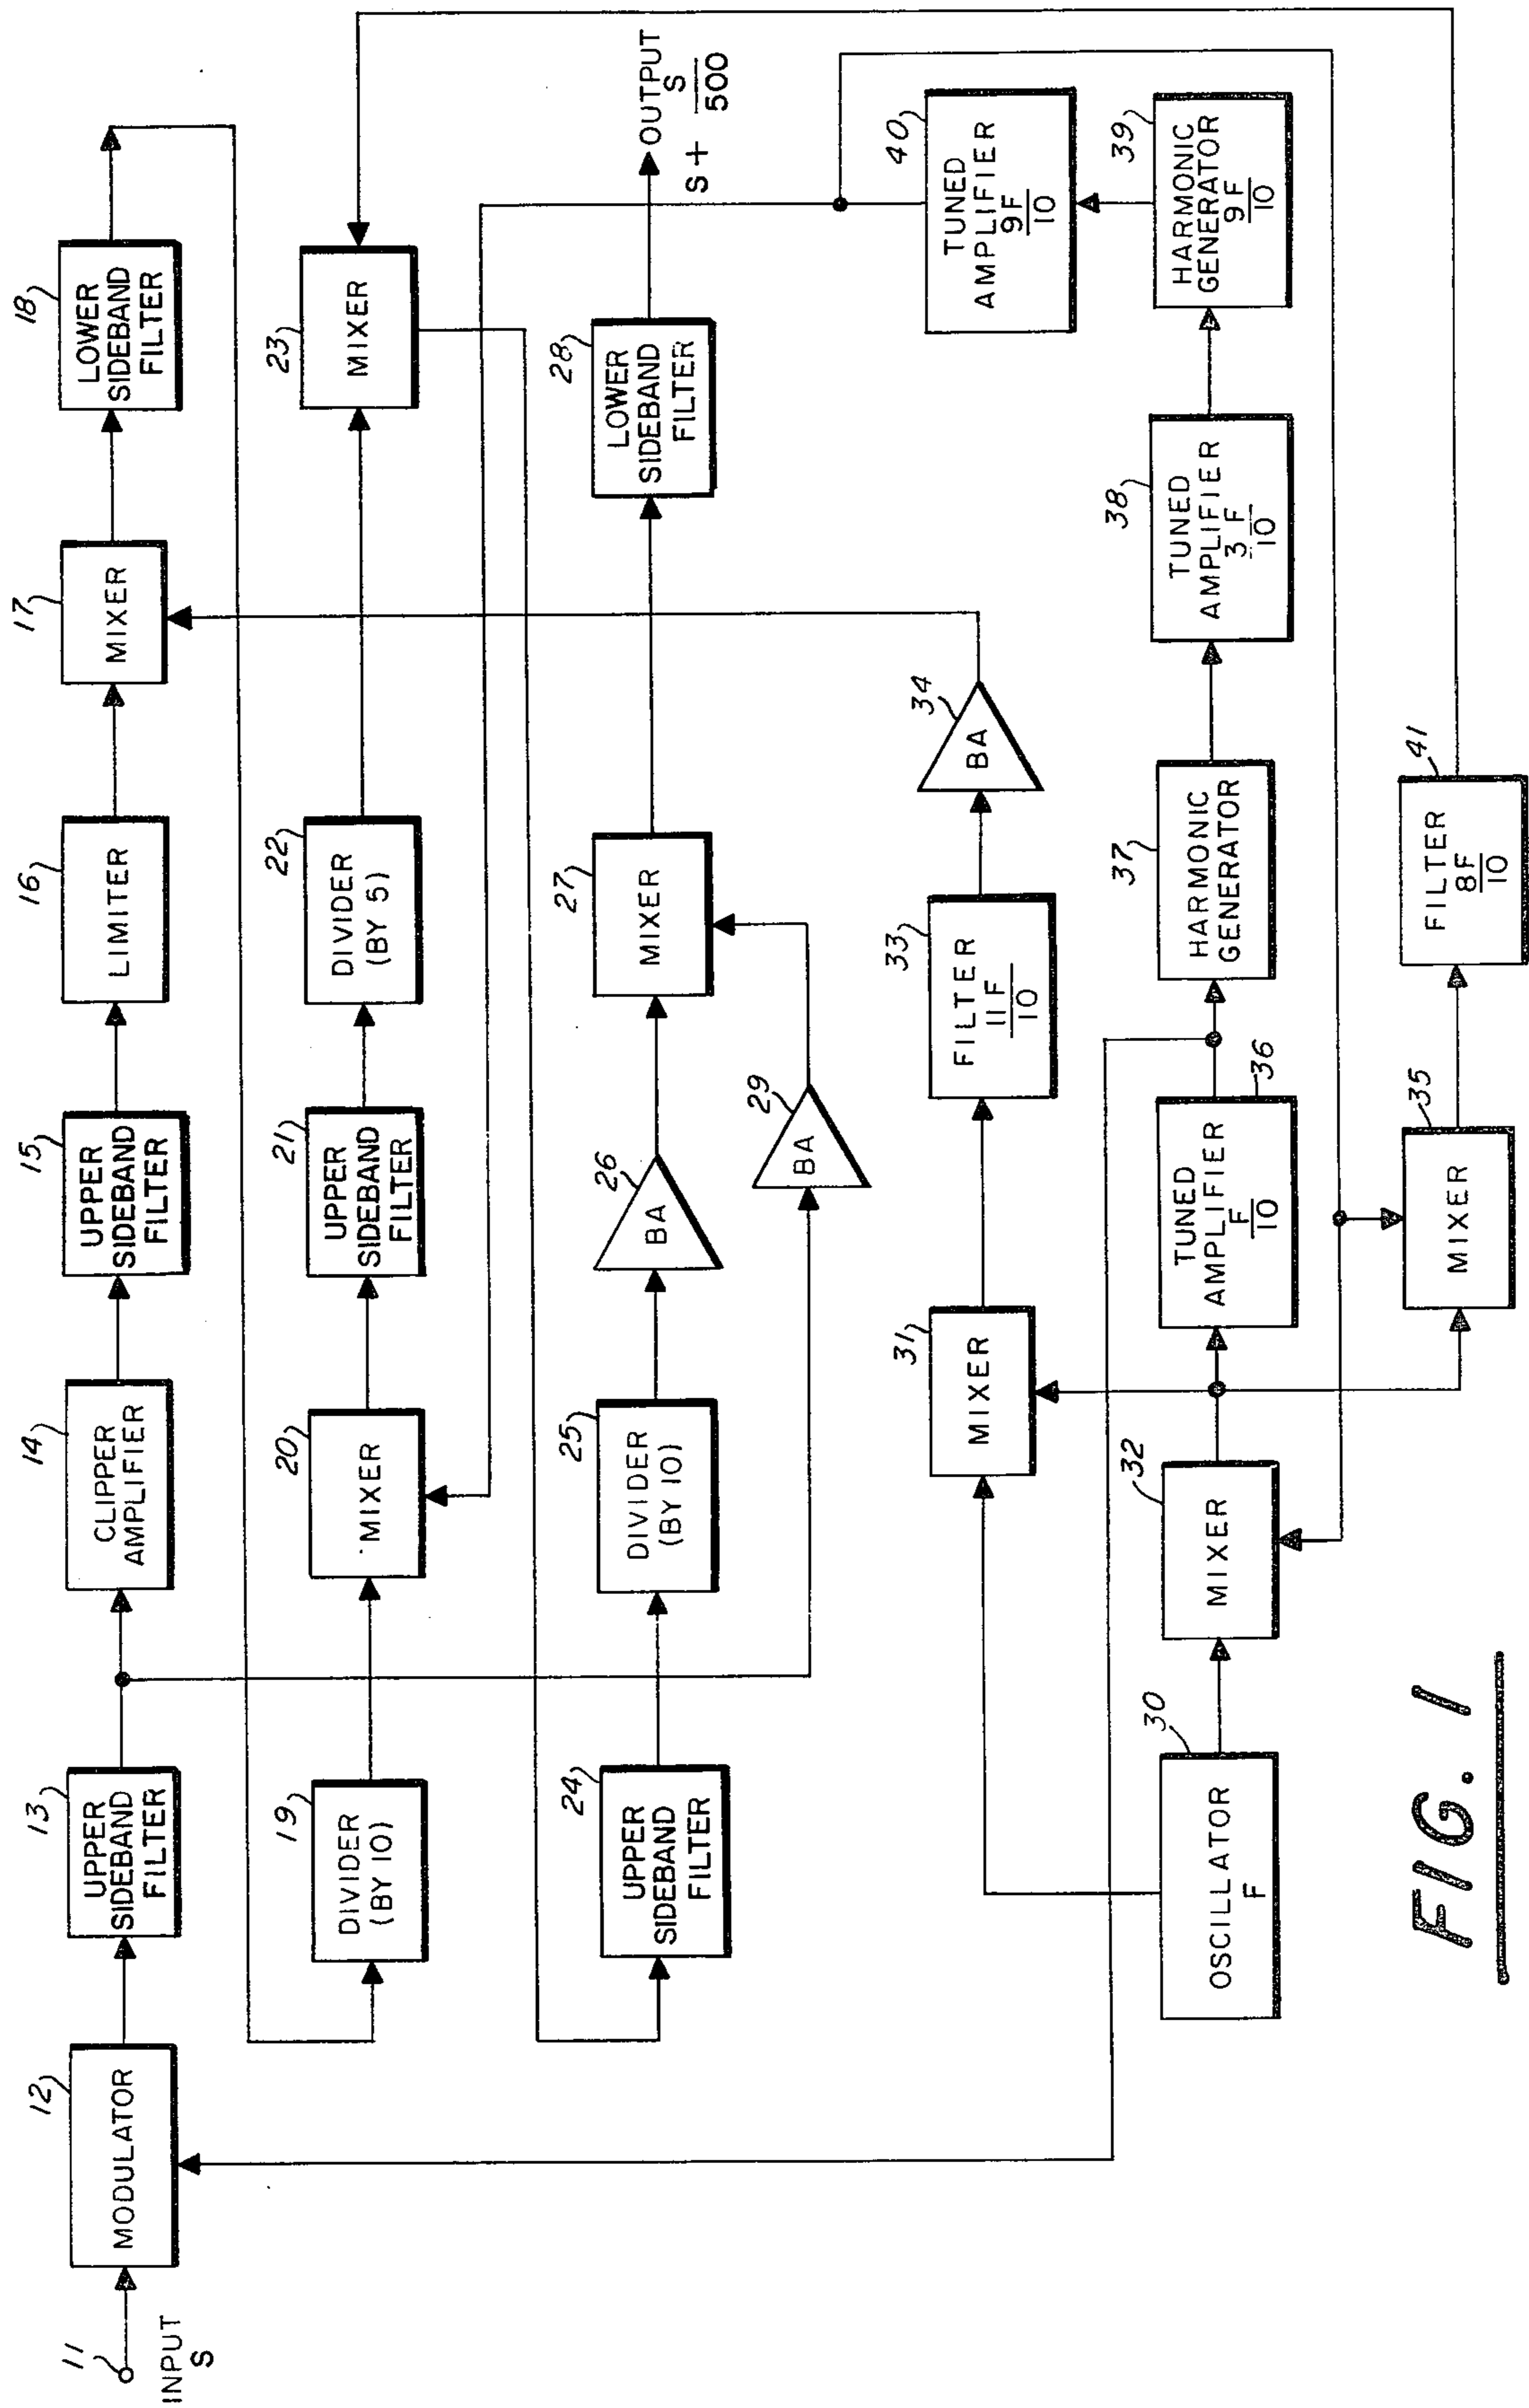 11
INPUT
S
12
MODULATOR
13
UPPER
SIDEBAND
FILTER
14
CLIPPER
AMPLIFIER
15
UPPER
SIDEBAND
FILTER
16
LIMITER
17
MIXER
18
LOWER
SIDEBAND
FILTER
19
DIVIDER
(BY 10)
20
MIXER
21
UPPER
SIDEBAND
FILTER
22
DIVIDER
(BY 5)
23
MIXER
24
UPPER
SIDEBAND
FILTER
25
DIVIDER
(BY 10)
26
BA
27
MIXER
28
LOWER
SIDEBAND
FILTER
OUTPUT
S + S
500
29
BA
31
MIXER
33
FILTER
11F
10
34
BA
40
TUNED
AMPLIFIER
9F
10
30
OSCILLATOR
F
32
MIXER
36
TUNED
AMPLIFIER
F
10
37
HARMONIC
GENERATOR
38
TUNED
AMPLIFIER
3F
10
39
HARMONIC
GENERATOR
9F
10
35
MIXER
41
FILTER
8F
10
FIG. 1